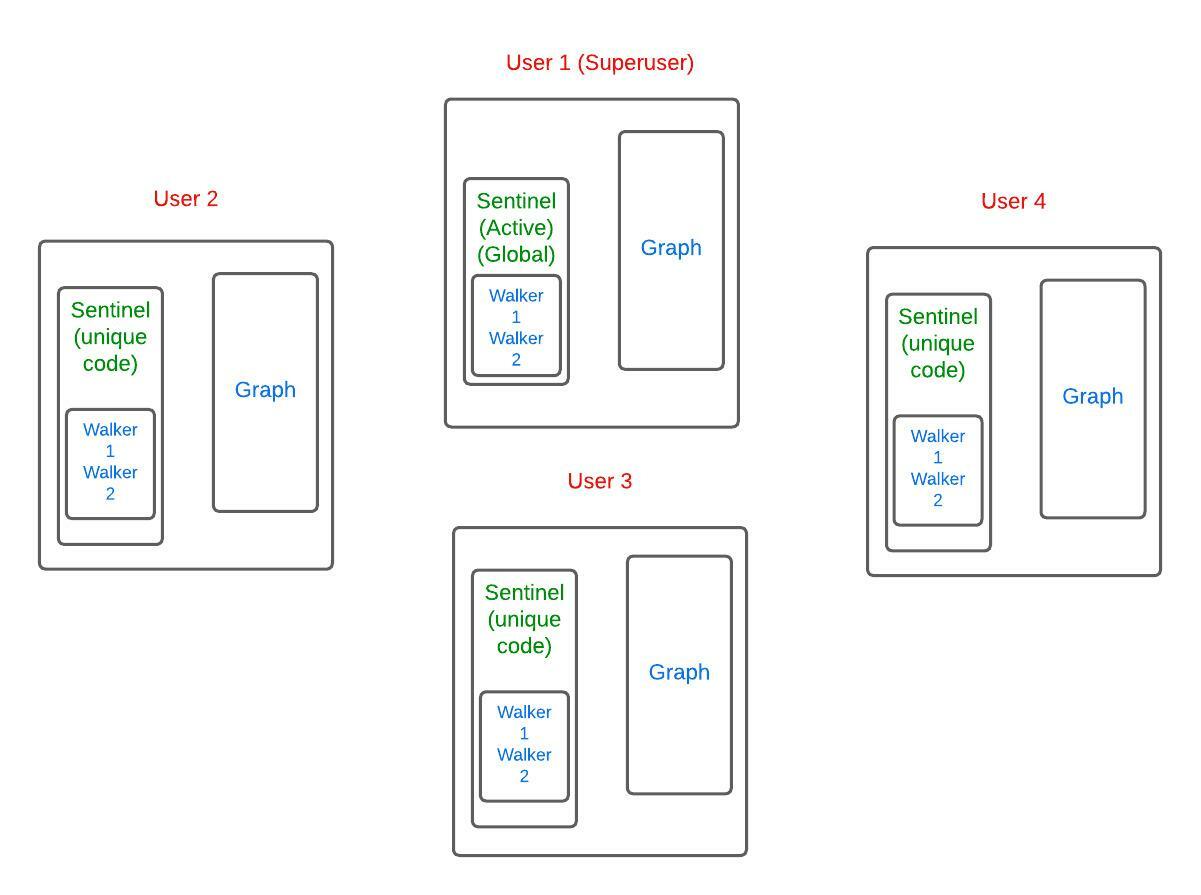 User 1 (Superuser)
Sentinel
(Active)
(Global)
Walker
1
Walker
2
Graph
User 2
Sentinel
(unique
code)
Walker
1
Walker
2
Graph
User 4
Sentinel
(unique
code)
Walker
1
Walker
2
Graph
User 3
Sentinel
(unique
code)
Walker
1
Walker
2
Graph